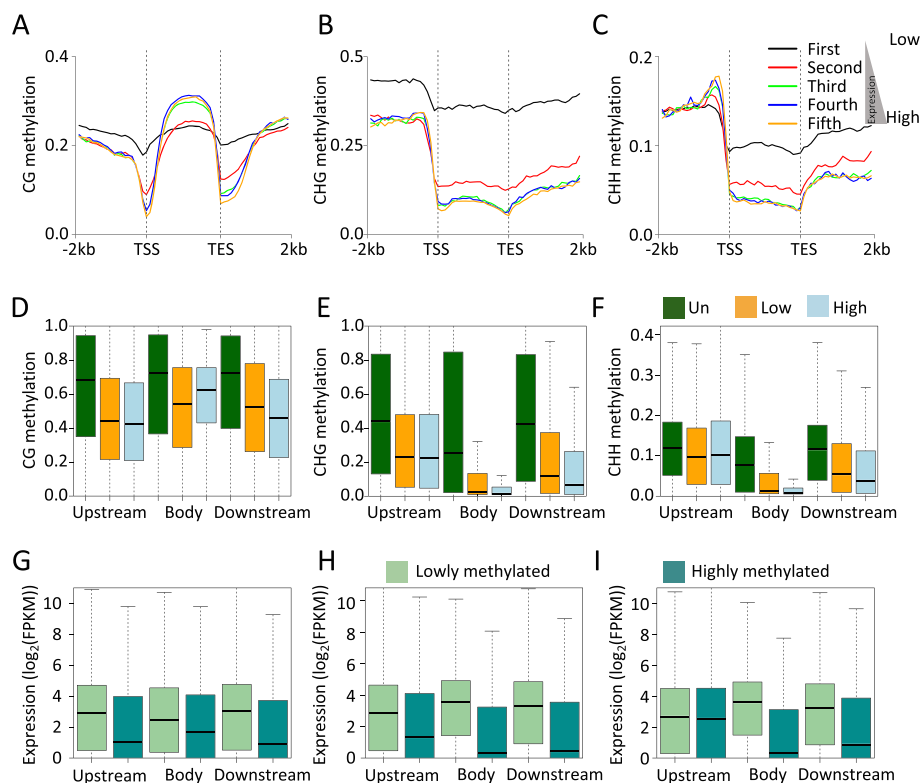 A
CG methylation
0.4
0.2
0.0
-2kb TSS TES 2kb
B
CHG methylation
0.5
0.25
0.0
-2kb TSS TES 2kb
C
CHH methylation
0.2
0.1
0.0
-2kb TSS TES 2kb
First
Second
Third
Fourth
Fifth
Low
Expression
High
D
CG methylation
1.0
0.8
0.6
0.4
0.2
0.0
Upstream Body Downstream
E
CHG methylation
1.0
0.8
0.6
0.4
0.2
0.0
Upstream Body Downstream
F
Un Low High
CHH methylation
0.4
0.3
0.2
0.1
0.0
Upstream Body Downstream
G
Expression (log₂(FPKM))
10
8
6
4
2
0
Upstream Body Downstream
H
Lowly methylated
Expression (log₂(FPKM))
10
8
6
4
2
0
Upstream Body Downstream
I
Highly methylated
Expression (log₂(FPKM))
10
8
6
4
2
0
Upstream Body Downstream